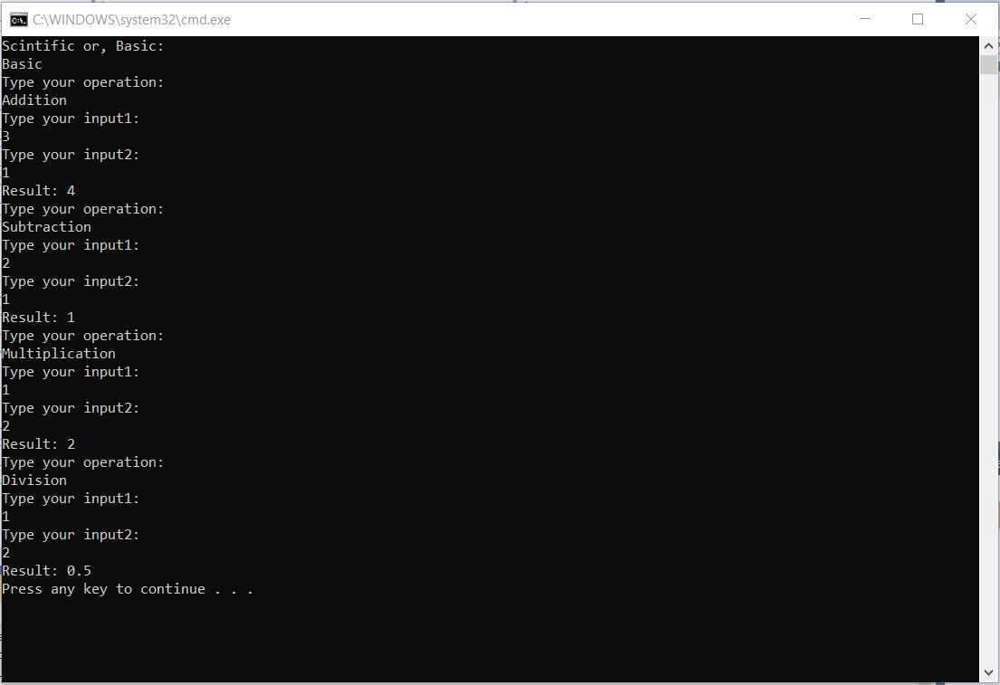 C:\WINDOWS\system32\cmd.exe
Scintific or, Basic:
Basic
Type your operation:
Addition
Type your input1:
3
Type your input2:
1
Result: 4
Type your operation:
Subtraction
Type your input1:
2
Type your input2:
1
Result: 1
Type your operation:
Multiplication
Type your input1:
1
Type your input2:
2
Result: 2
Type your operation:
Division
Type your input1:
1
Type your input2:
2
Result: 0.5
Press any key to continue . . .